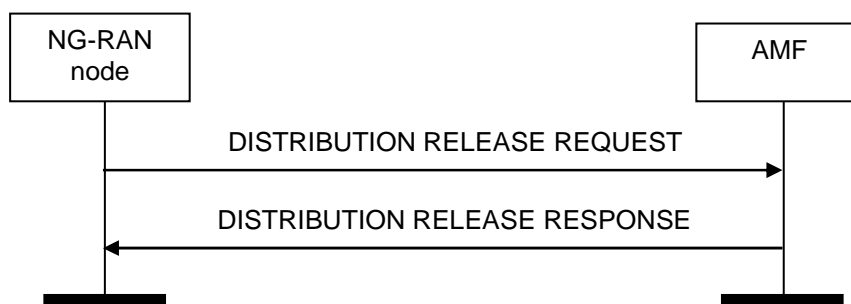 NG-RAN
node
AMF
DISTRIBUTION RELEASE REQUEST
DISTRIBUTION RELEASE RESPONSE